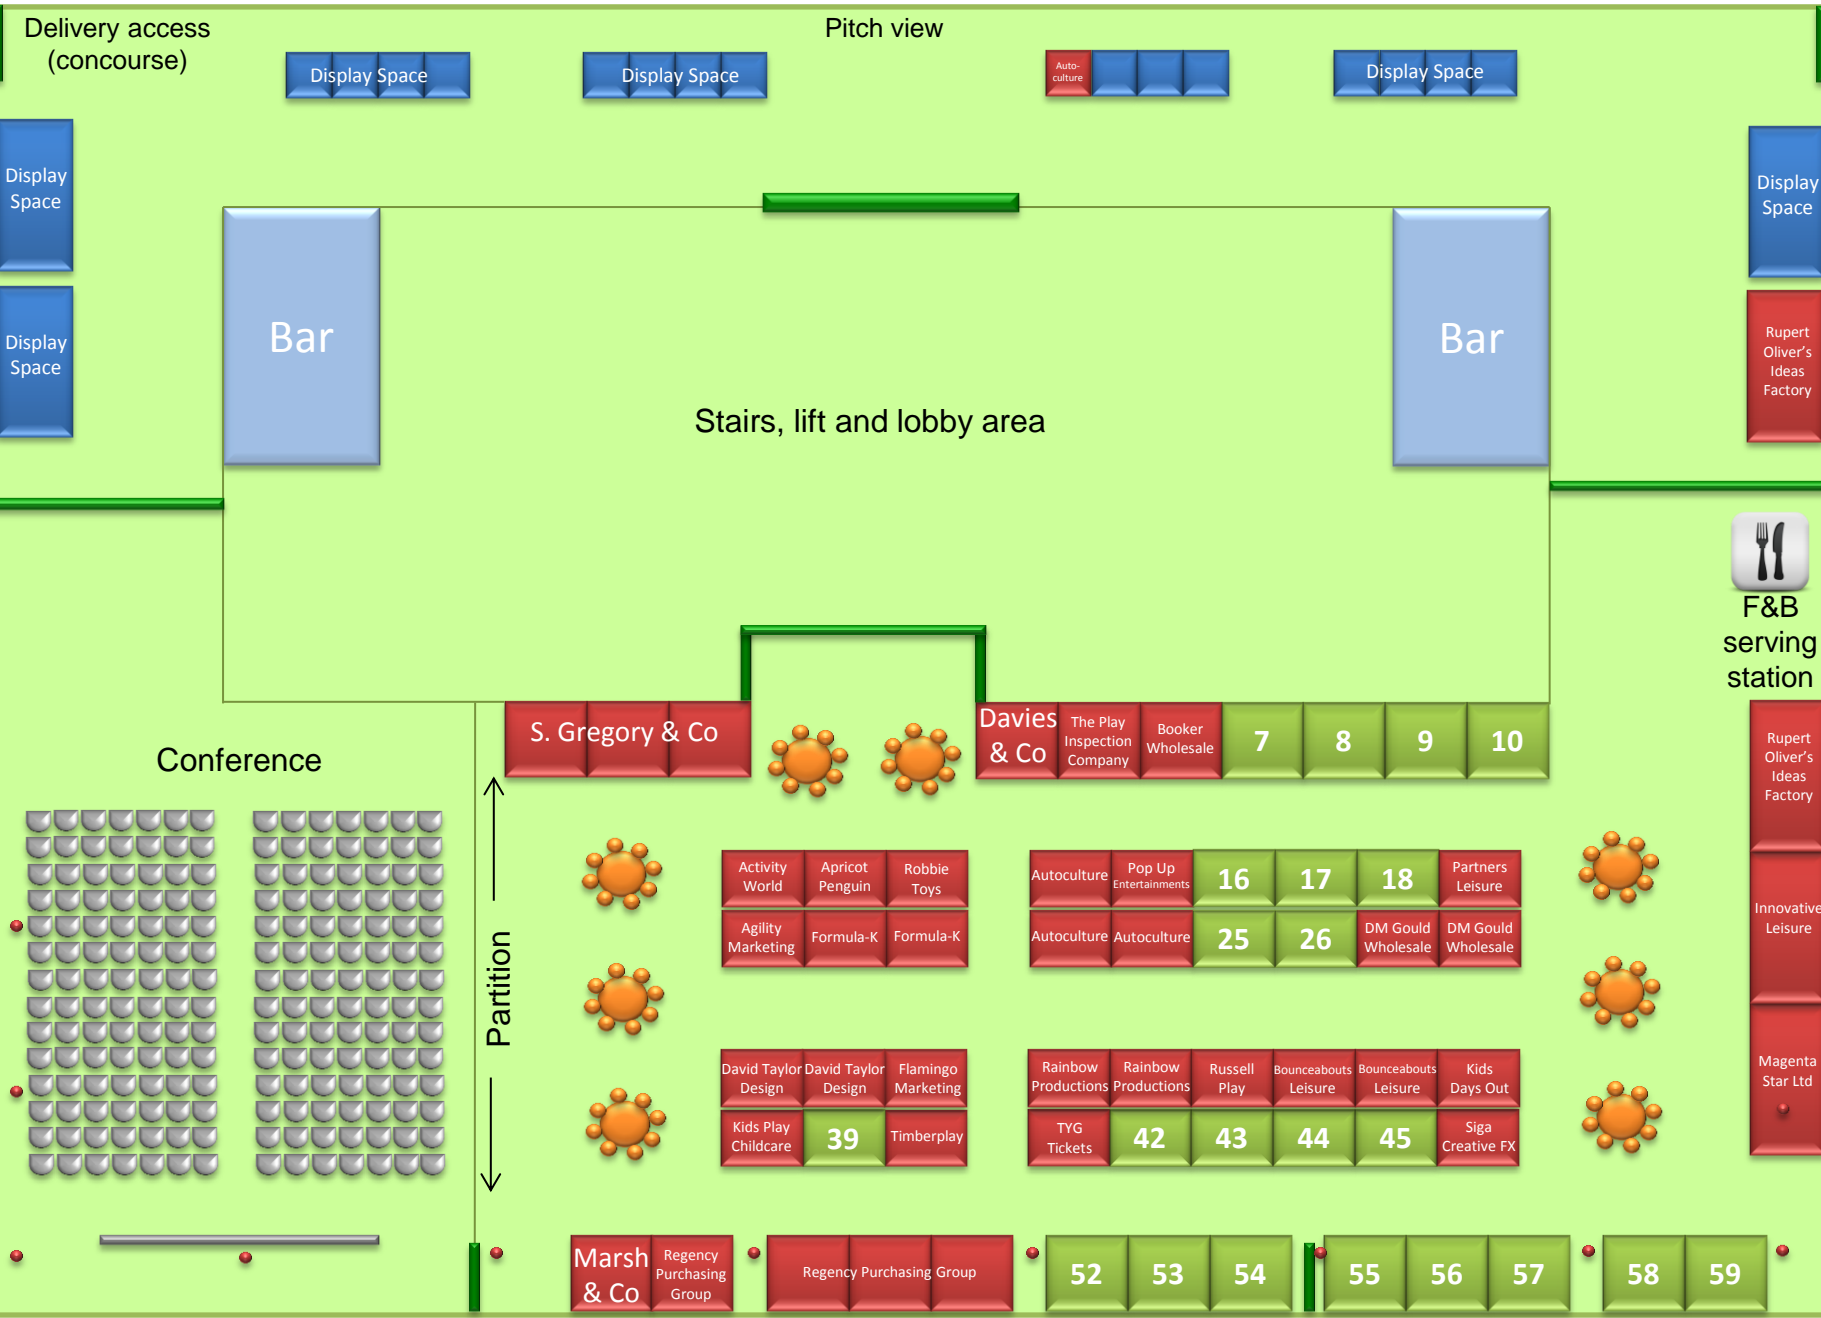 Delivery access
(concourse)
Pitch view
Display Space
Display Space
Auto-
culture
Display Space
Display
Space
Display
Space
Display
Space
Rupert
Oliver's
Ideas
Factory
Bar
Bar
Stairs, lift and lobby area
F&B
serving
station
Conference
Partition
S. Gregory & Co
Davies
& Co
The Play
Inspection
Company
Booker
Wholesale
7
8
9
10
Rupert
Oliver's
Ideas
Factory
Innovative
Leisure
Magenta
Star Ltd
Activity
World
Apricot
Penguin
Robbie
Toys
Autoculture
Pop Up
Entertainments
16
17
18
Partners
Leisure
Agility
Marketing
Formula-K
Formula-K
Autoculture
Autoculture
25
26
DM Gould
Wholesale
DM Gould
Wholesale
David Taylor
Design
David Taylor
Design
Flamingo
Marketing
Rainbow
Productions
Rainbow
Productions
Russell
Play
Bounceabouts
Leisure
Bounceabouts
Leisure
Kids
Days Out
Kids Play
Childcare
39
Timberplay
TYG
Tickets
42
43
44
45
Siga
Creative FX
Marsh
& Co
Regency
Purchasing
Group
Regency Purchasing Group
52
53
54
55
56
57
58
59